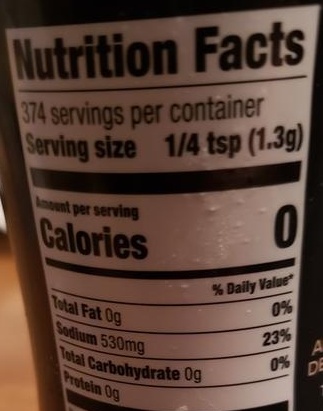 Nutrition Facts
374 servings per container
Serving size 1/4 tsp (1.3g)
Amount per serving
Calories 0
% Daily Value*
Total Fat 0g 0%
Sodium 530mg 23%
Total Carbohydrate 0g 0%
Protein 0g